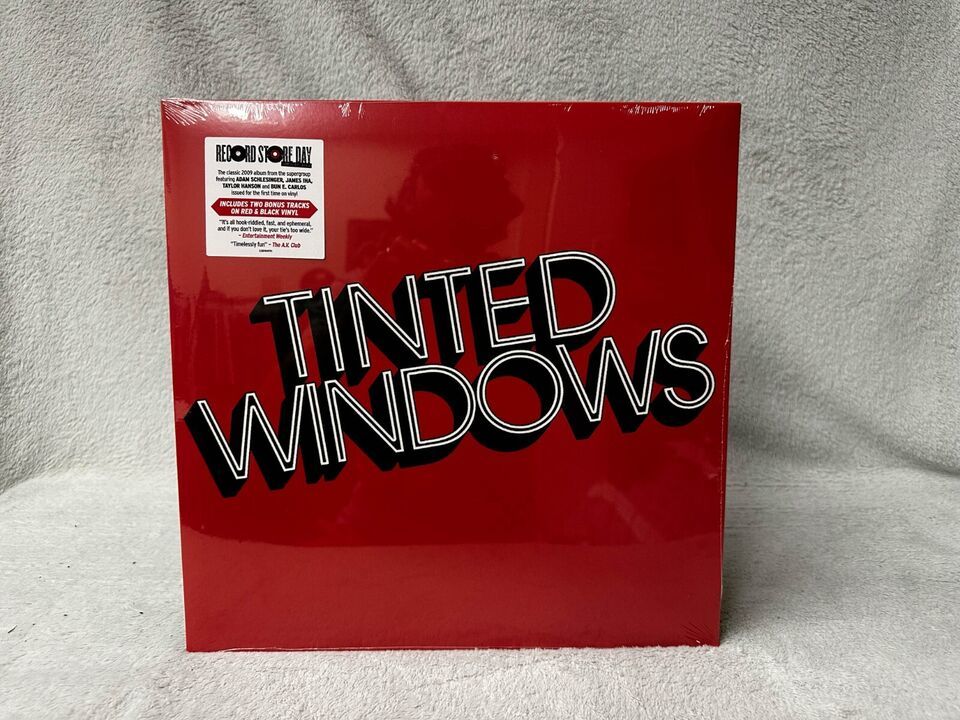 RECORD STORE DAY
The classic 2009 album from the supergroup
featuring ADAM SCHLESINGER, JAMES IHA,
TAYLOR HANSON and BUN E. CARLOS
issued for the first time on vinyl
INCLUDES TWO BONUS TRACKS
ON RED & BLACK VINYL
"It's all hook-riddled, fast, and ephemeral,
and if you don't love it, your tie's too wide."
- Entertainment Weekly
"Timelessly fun" - The A.V. Club
TINTED
WINDOWS